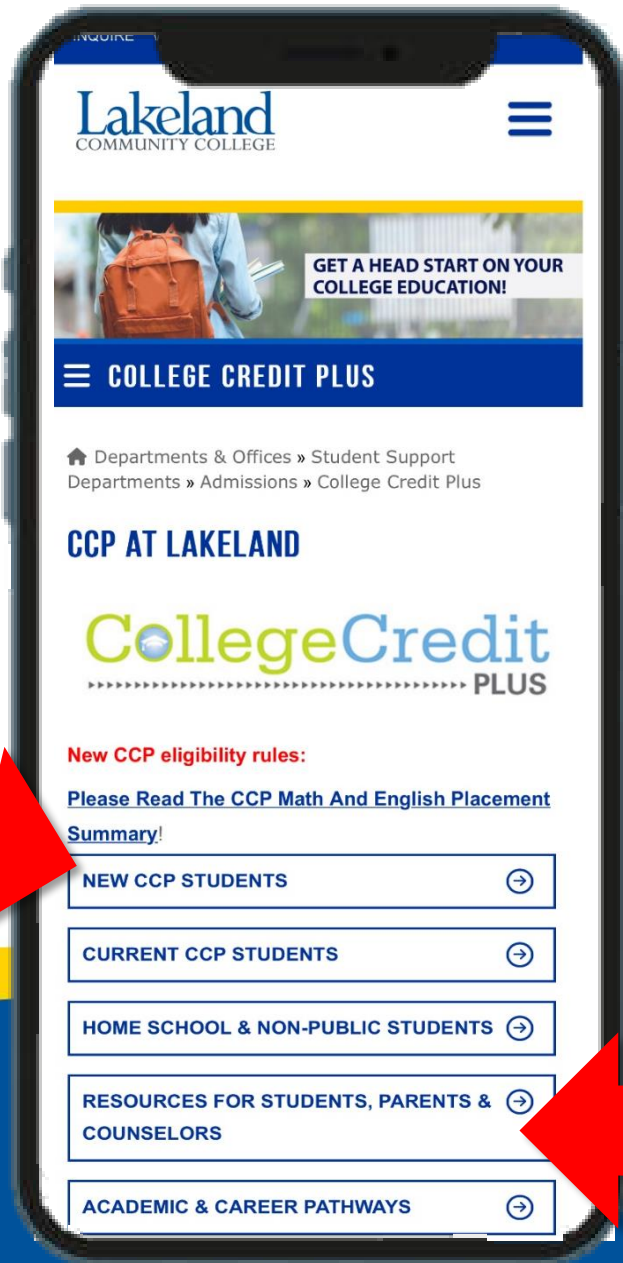 INQUIRE
Lakeland
COMMUNITY COLLEGE
GET A HEAD START ON YOUR
COLLEGE EDUCATION!
COLLEGE CREDIT PLUS
Departments & Offices » Student Support
Departments » Admissions » College Credit Plus
CCP AT LAKELAND
CollegeCredit
PLUS
New CCP eligibility rules:
Please Read The CCP Math And English Placement
Summary!
NEW CCP STUDENTS
CURRENT CCP STUDENTS
HOME SCHOOL & NON-PUBLIC STUDENTS
RESOURCES FOR STUDENTS, PARENTS &
COUNSELORS
ACADEMIC & CAREER PATHWAYS